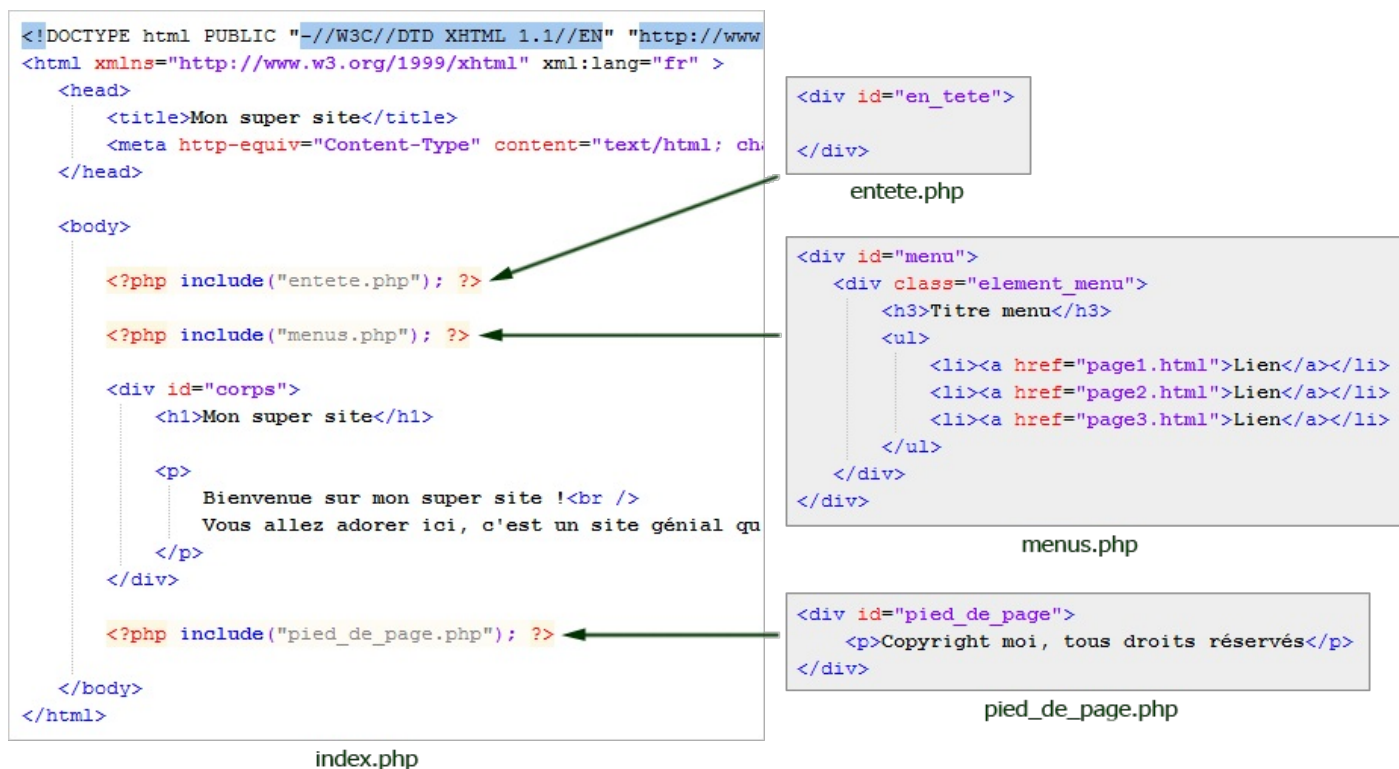 <!DOCTYPE html PUBLIC "-//W3C//DTD XHTML 1.1//EN" "http://www
<html xmlns="http://www.w3.org/1999/xhtml" xml:lang="fr" >
<head>
<title>Mon super site</title>
<meta http-equiv="Content-Type" content="text/html; cha
</head>
<body>
<?php include("entete.php"); ?>
<?php include("menus.php"); ?>
<div id="corps">
<h1>Mon super site</h1>
<p>
Bienvenue sur mon super site !<br />
Vous allez adorer ici, c'est un site génial qu
</p>
</div>
<?php include("pied_de_page.php"); ?>
</body>
</html>
index.php
<div id="en_tete">
</div>
entete.php
<div id="menu">
<div class="element_menu">
<h3>Titre menu</h3>
<ul>
<li><a href="page1.html">Lien</a></li>
<li><a href="page2.html">Lien</a></li>
<li><a href="page3.html">Lien</a></li>
</ul>
</div>
</div>
menus.php
<div id="pied_de_page">
<p>Copyright moi, tous droits réservés</p>
</div>
pied_de_page.php